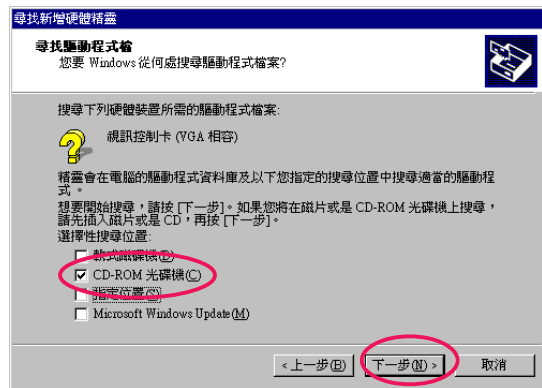 尋找新增硬體精靈
尋找驅動程式檔
您要 Windows 從何處搜尋驅動程式檔案?
搜尋下列硬體裝置所需的驅動程式檔案:
視訊控制卡 (VGA 相容)
精靈會在電腦的驅動程式資料庫及以下您指定的搜尋位置中搜尋適當的驅動程
式。
想要開始搜尋，請按 [下一步]。如果您將在磁片或是 CD-ROM 光碟機上搜尋，
請先插入磁片或是 CD，再按 [下一步]。
選擇性搜尋位置:
軟式磁碟機(D)
CD-ROM 光碟機(C)
指定位置(S)
Microsoft Windows Update(M)
<上一步(B) 下一步(N)> 取消